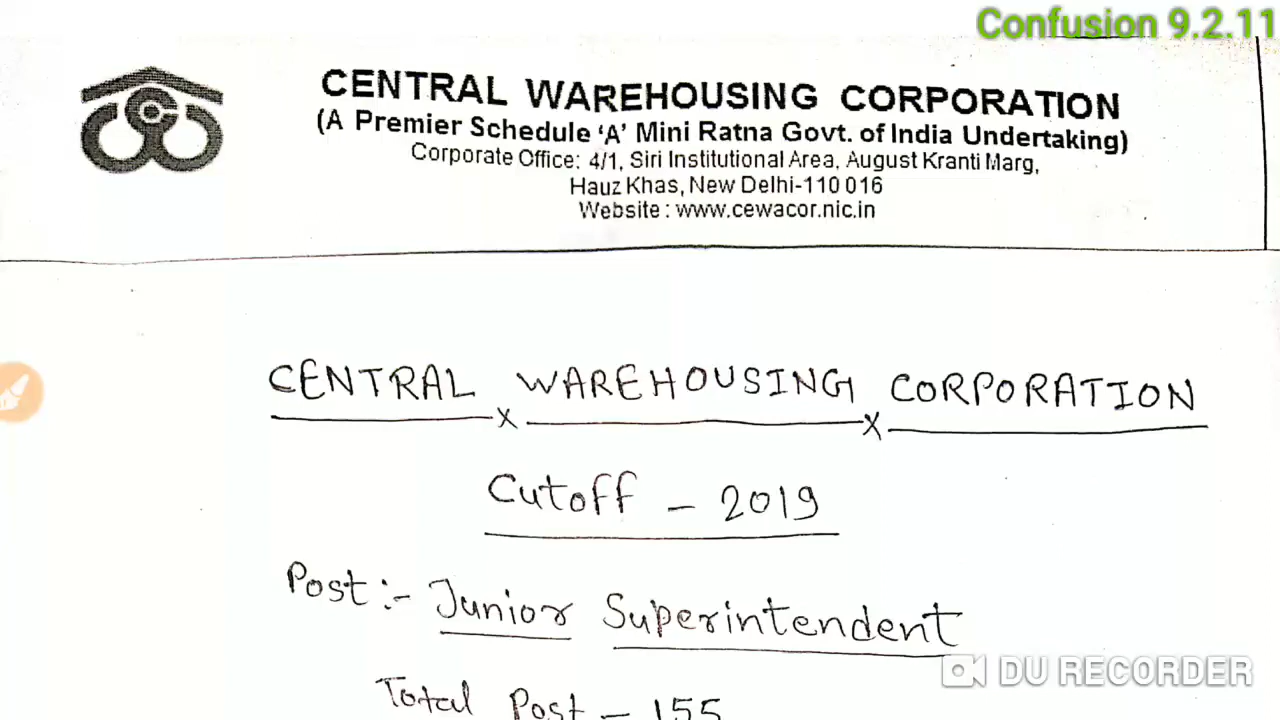 Confusion 9.2.11
CENTRAL WAREHOUSING CORPORATION
(A Premier Schedule 'A' Mini Ratna Govt. of India Undertaking)
Corporate Office: 4/1, Siri Institutional Area, August Kranti Marg,
Hauz Khas, New Delhi-110 016
Website : www.cewacor.nic.in
CENTRAL WAREHOUSING CORPORATION
Cutoff - 2019
Post :- Junior Superintendent
DU RECORDER
Total Post - 155